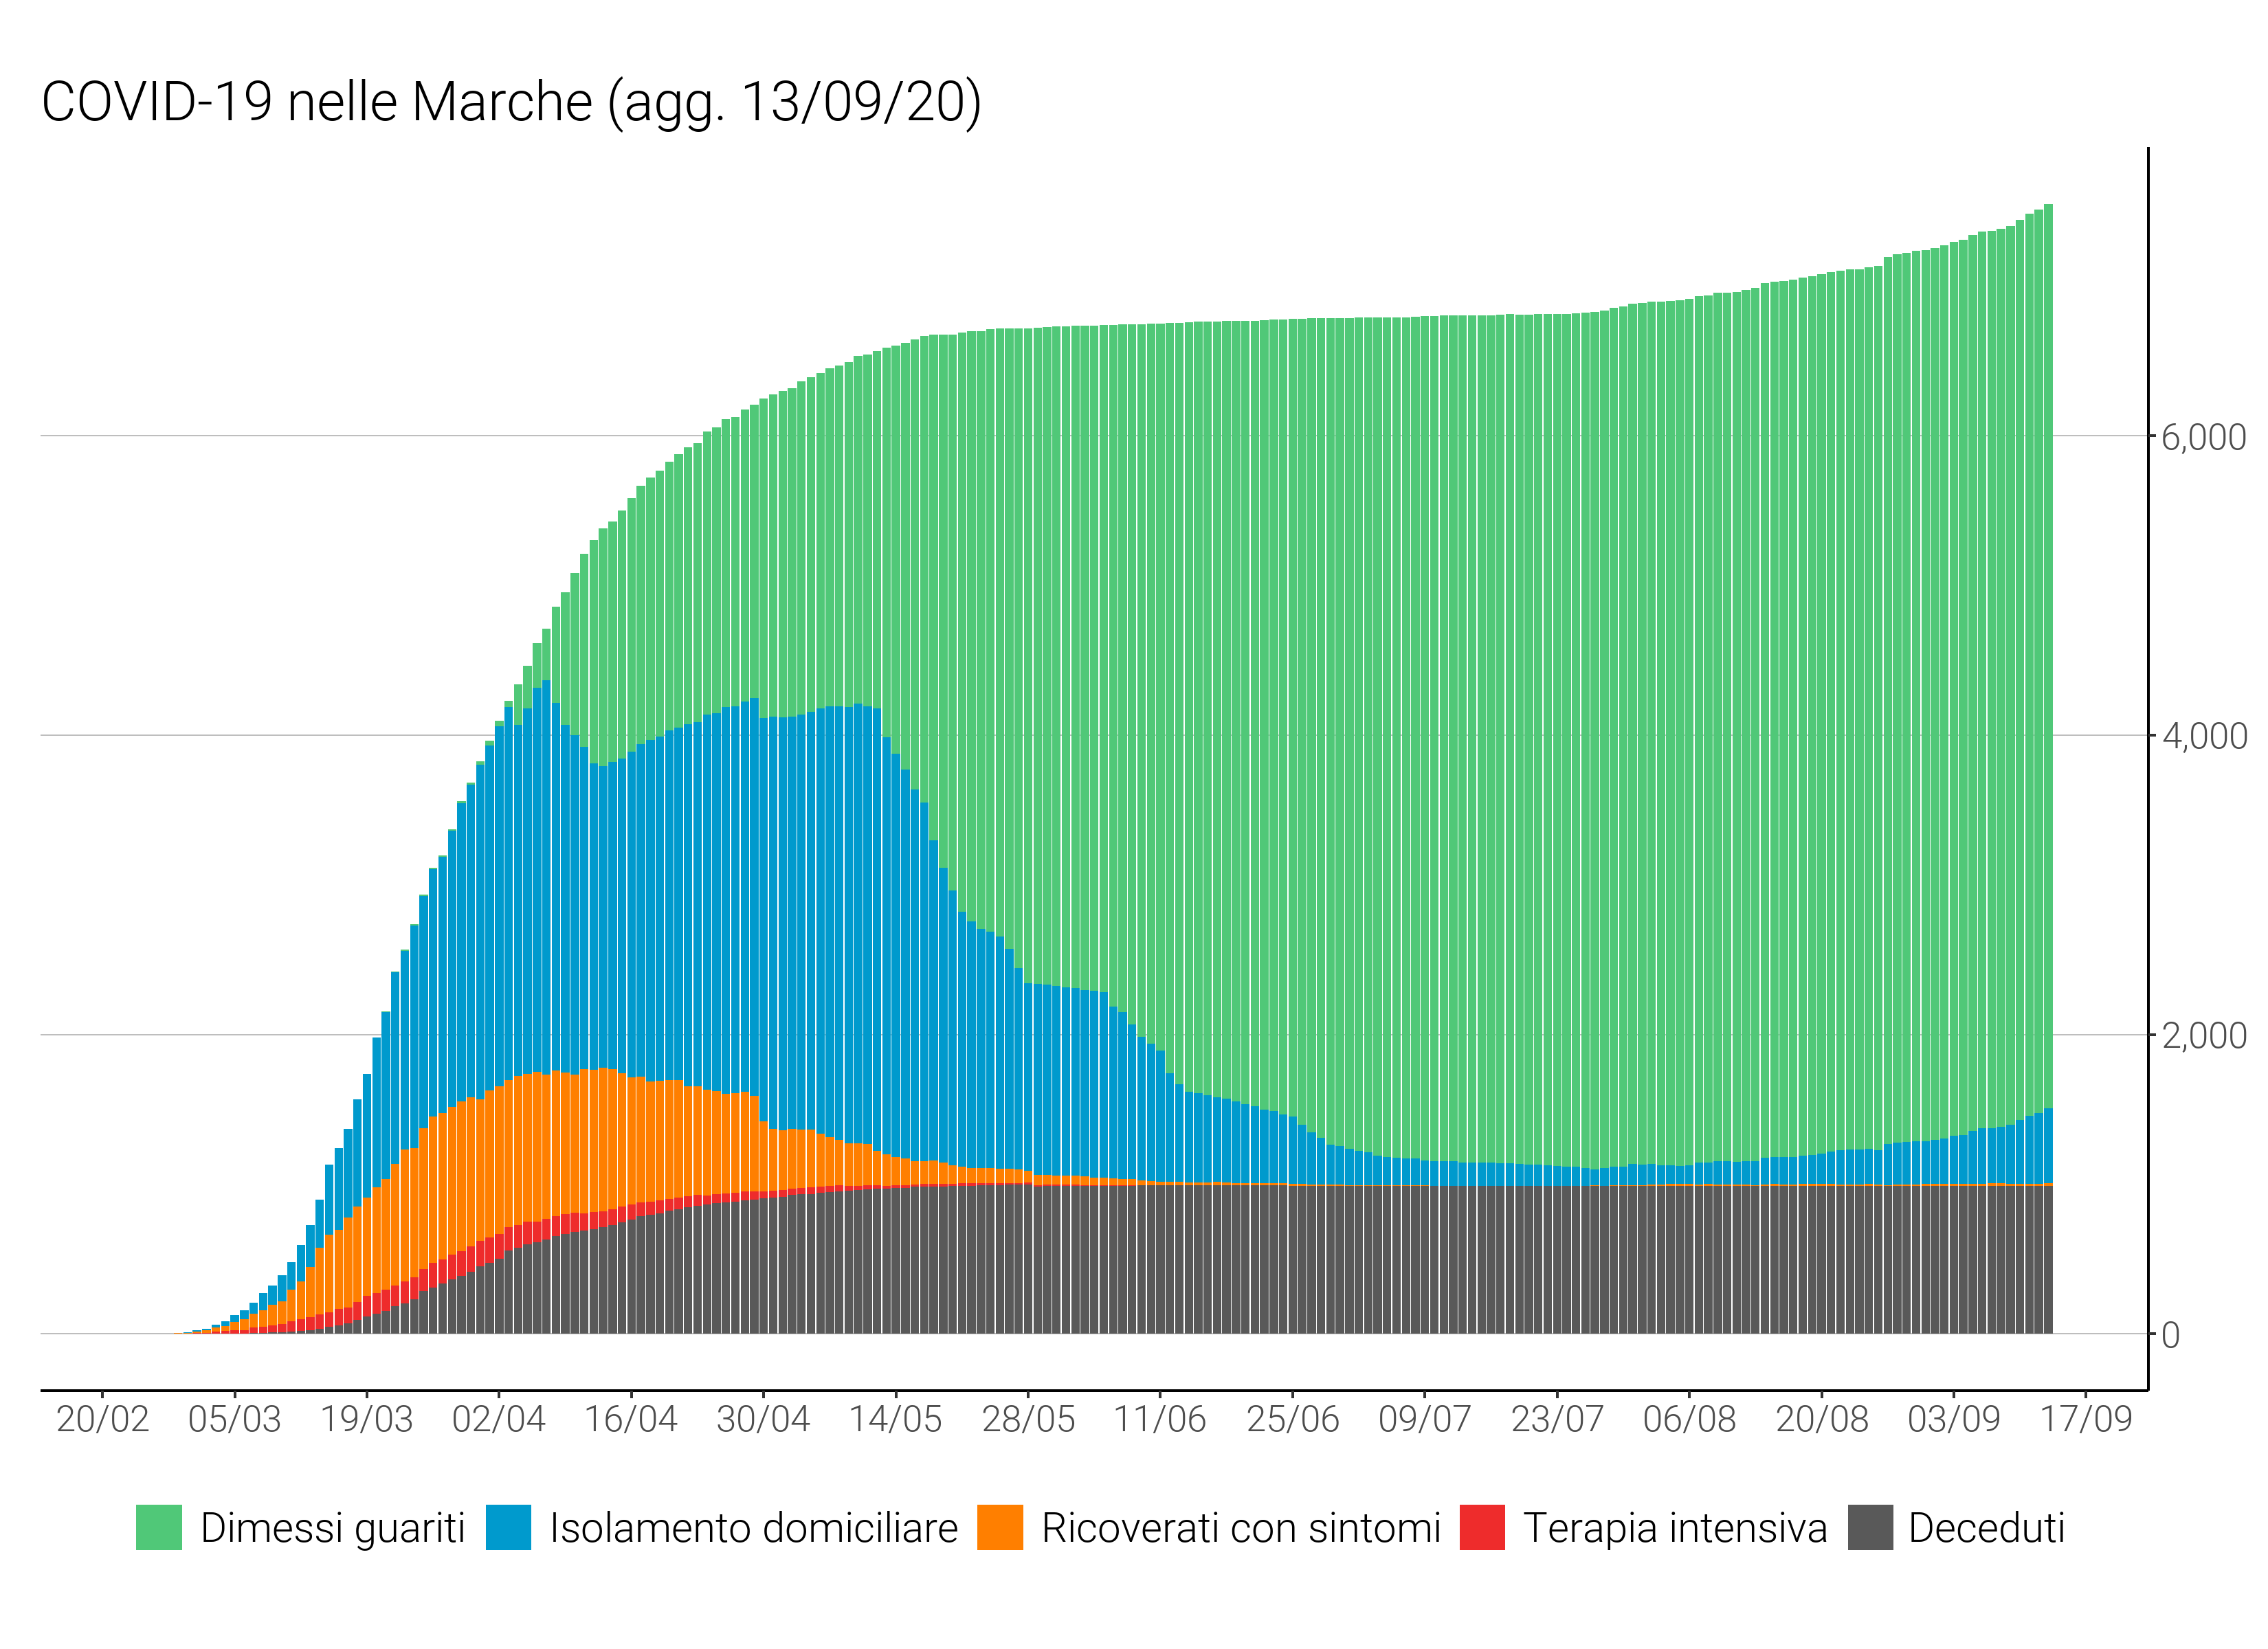 COVID-19 nelle Marche (agg. 13/09/20)
6,000
4,000
2,000
0
20/02 05/03 19/03 02/04 16/04 30/04 14/05 28/05 11/06 25/06 09/07 23/07 06/08 20/08 03/09 17/09
Dimessi guariti Isolamento domiciliare Ricoverati con sintomi Terapia intensiva Deceduti